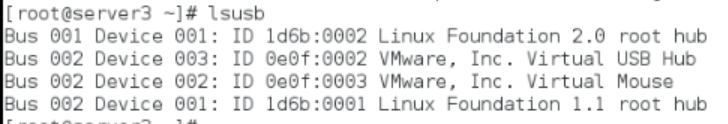 [root@server3 ~]# lsusb
Bus 001 Device 001: ID 1d6b:0002 Linux Foundation 2.0 root hub
Bus 002 Device 003: ID 0e0f:0002 VMware, Inc. Virtual USB Hub
Bus 002 Device 002: ID 0e0f:0003 VMware, Inc. Virtual Mouse
Bus 002 Device 001: ID 1d6b:0001 Linux Foundation 1.1 root hub